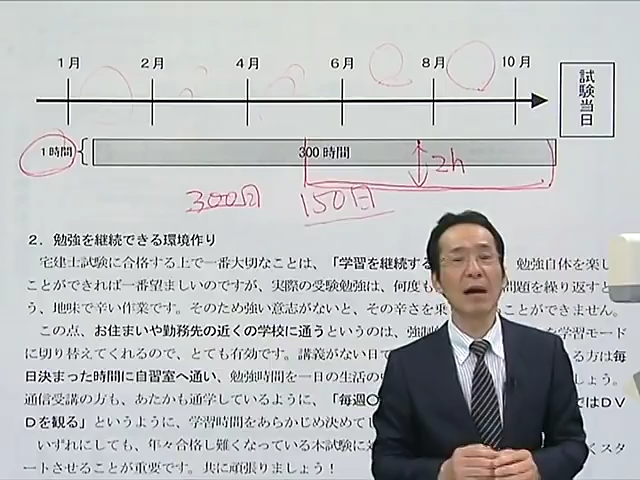 1月 2月 4月 6月 8月 10月
試験当日
1時間 300時間 2h
300日 150日
2．勉強を継続できる環境作り
宅建士試験に合格する上で一番大切なことは、「学習を継続する 勉強自体を楽し
ことができれば一番望ましいのですが、実際の受験勉強は、何度も 問題を繰り返すと
う、地味で辛い作業です。そのため強い意志がないと、その辛さを乗 ことができません。
この点、お住まいや勤務先の近くの学校に通うというのは、強制 を学習モード
に切り替えてくれるので、とても有効です。講義がない日で る方は毎
日決まった時間に自習室へ通い、勉強時間を一日の生活の しょう。
通信受講の方も、あたかも通学しているように、「毎週○ ではDV
Dを観る」というように、学習時間をあらかじめ決めてし
いずれにしても、年々合格し難くなっている本試験に対 くスタ
ートさせることが重要です。共に頑張りましょう！